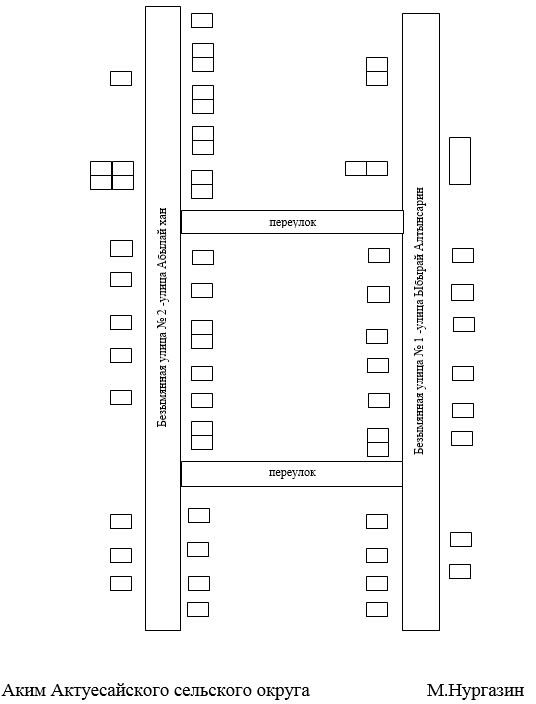 переулок
Безымянная улица № 2 -улица Абылай хан
Безымянная улица № 1 -улица Ыбырай Алтынсарин
переулок
Аким Актуесайского сельского округа М.Нургазин